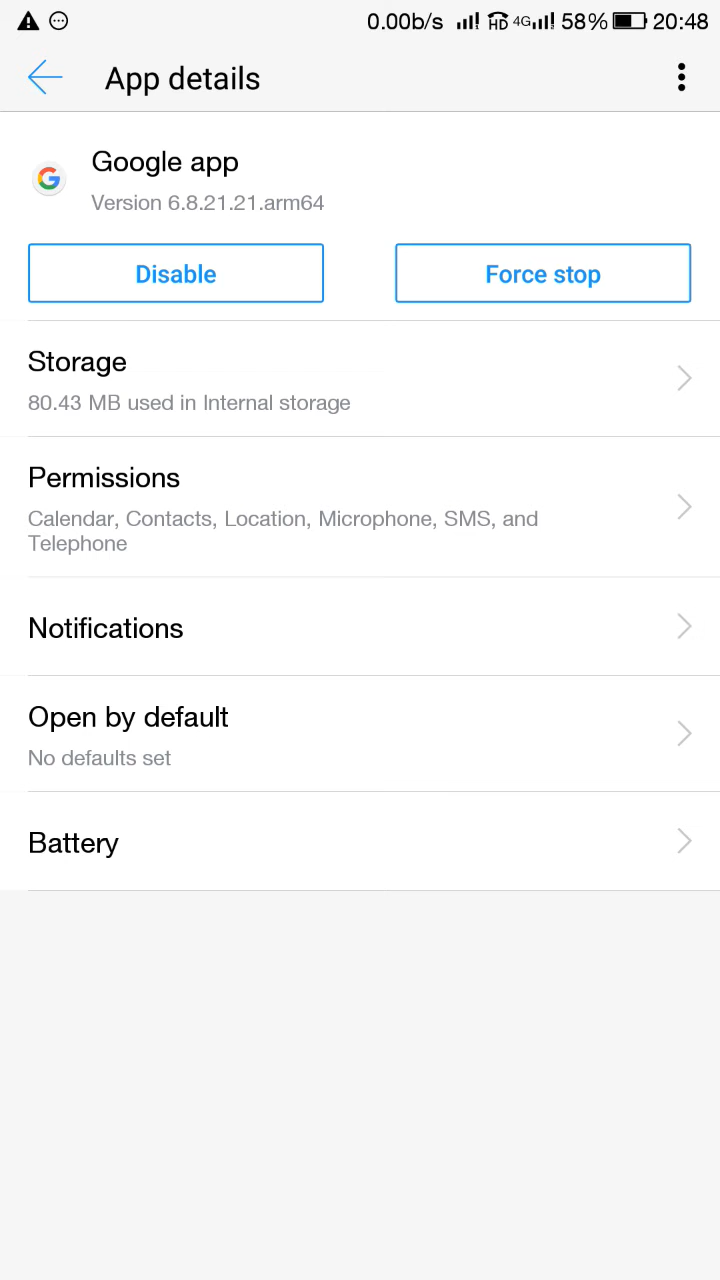 0.00b/s HD 4G 58% 20:48
App details
Google app
Version 6.8.21.21.arm64
Disable Force stop
Storage
80.43 MB used in Internal storage
Permissions
Calendar, Contacts, Location, Microphone, SMS, and
Telephone
Notifications
Open by default
No defaults set
Battery